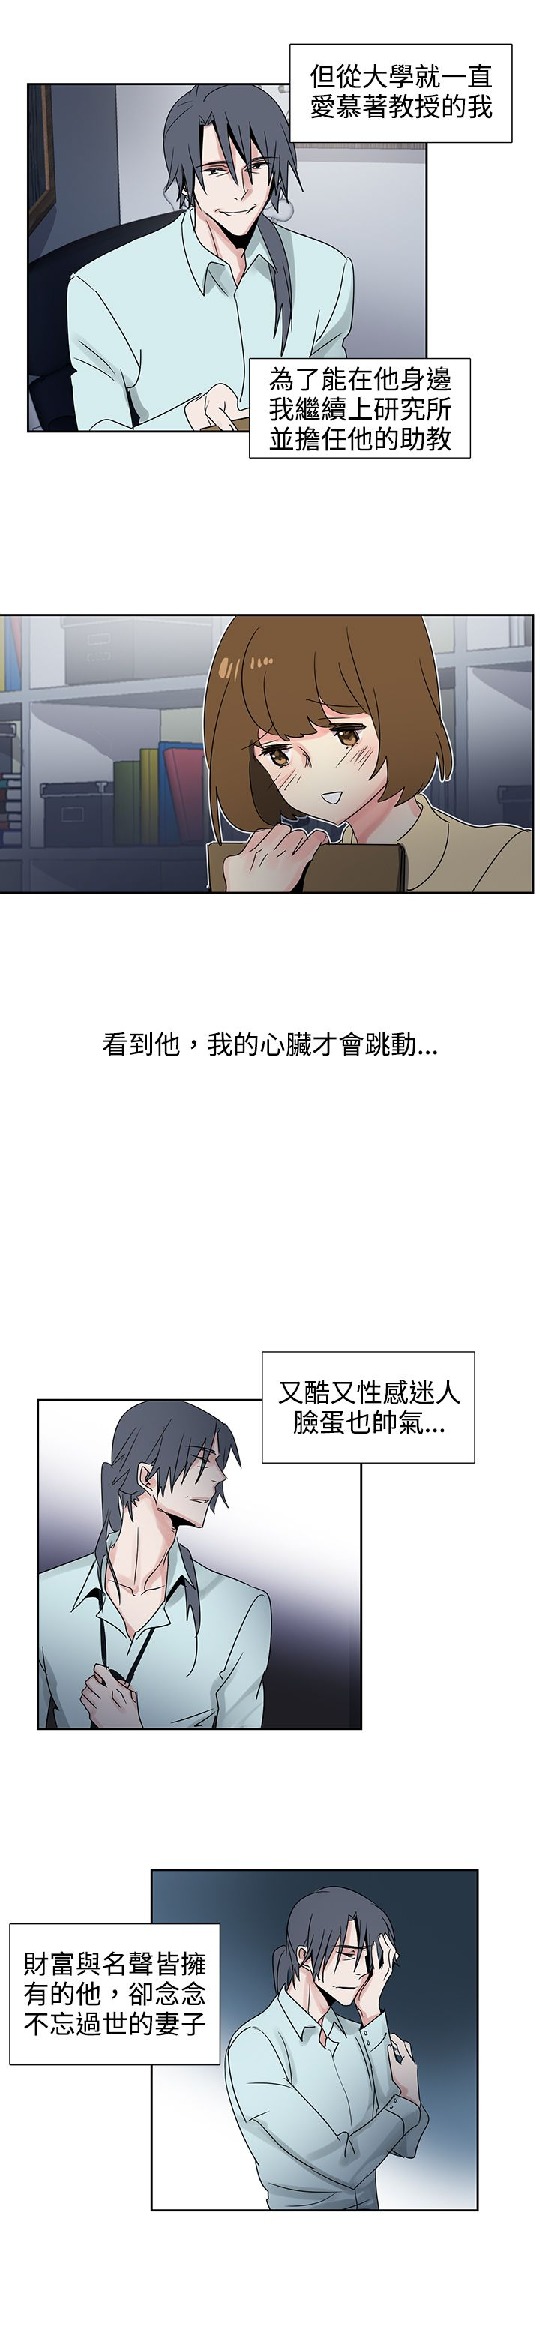 但從大學就一直
愛慕著教授的我
為了能在他身邊
我繼續上研究所
並擔任他的助教
看到他，我的心臟才會跳動...
又酷又性感迷人
臉蛋也帥氣...
財富與名聲皆擁
有的他，卻念念
不忘過世的妻子